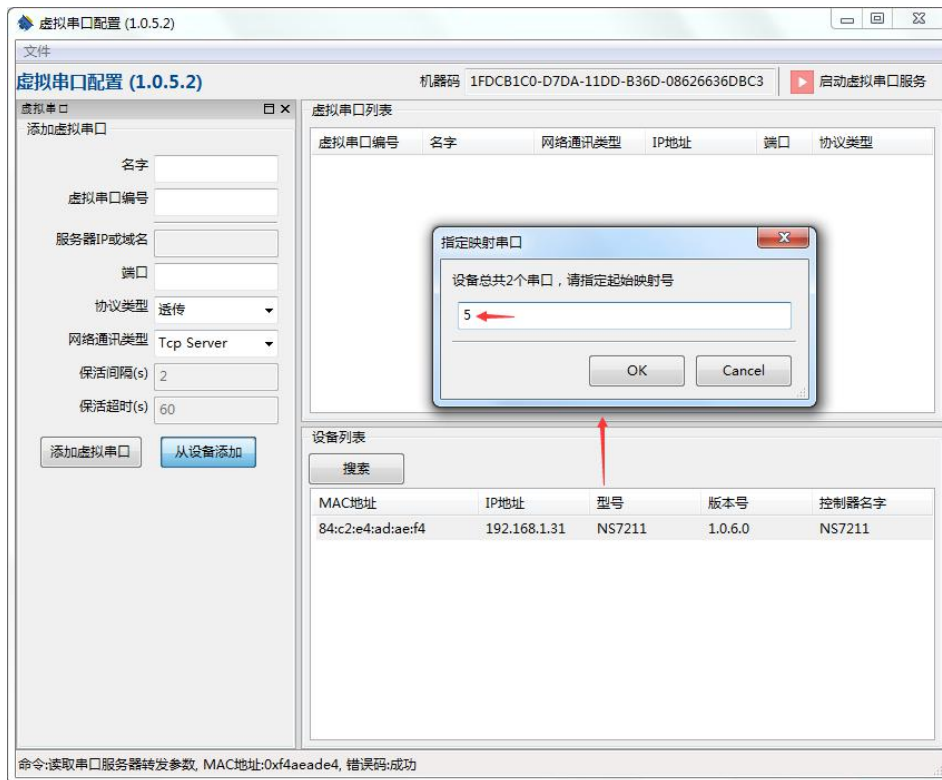 虚拟串口配置 (1.0.5.2)
文件
虚拟串口配置 (1.0.5.2)
机器码 1FDCB1C0-D7DA-11DD-B36D-08626636DBC3 启动虚拟串口服务
虚拟串口
添加虚拟串口
名字
虚拟串口编号
服务器IP或域名
端口
协议类型 透传
网络通讯类型 Tcp Server
保活间隔(s) 2
保活超时(s) 60
添加虚拟串口 从设备添加
虚拟串口列表
虚拟串口编号 名字 网络通讯类型 IP地址 端口 协议类型
指定映射串口
设备总共2个串口，请指定起始映射号
5
OK Cancel
设备列表
搜索
MAC地址 IP地址 型号 版本号 控制器名字
84:c2:e4:ad:ae:f4 192.168.1.31 NS7211 1.0.6.0 NS7211
命令:读取串口服务器转发参数, MAC地址:0xf4aeade4, 错误码:成功